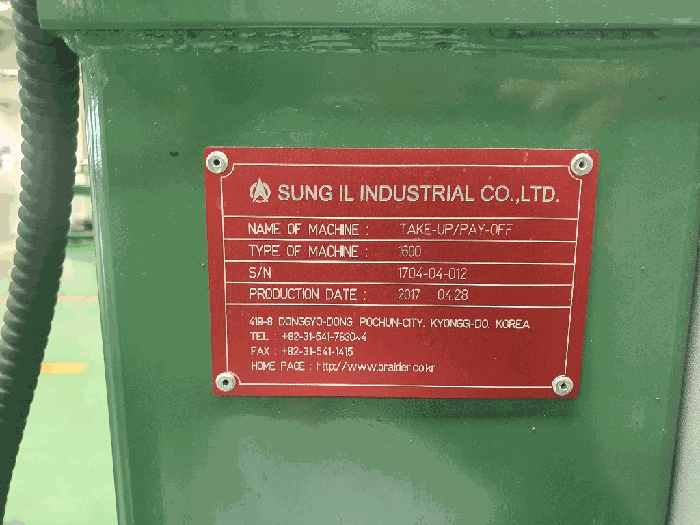 SUNG IL INDUSTRIAL CO.,LTD.
NAME OF MACHINE : TAKE-UP/PAY-OFF
TYPE OF MACHINE : 1600
S/N 1704-04-012
PRODUCTION DATE : 2017 04.28
419-8 DONGGYO-DONG POCHUN-CITY. KYONGGI-DO KOREA
TEL : +82-31-541-7630~4
FAX : +82-31-541-1415
HOME PAGE : http://www.braider.co.kr